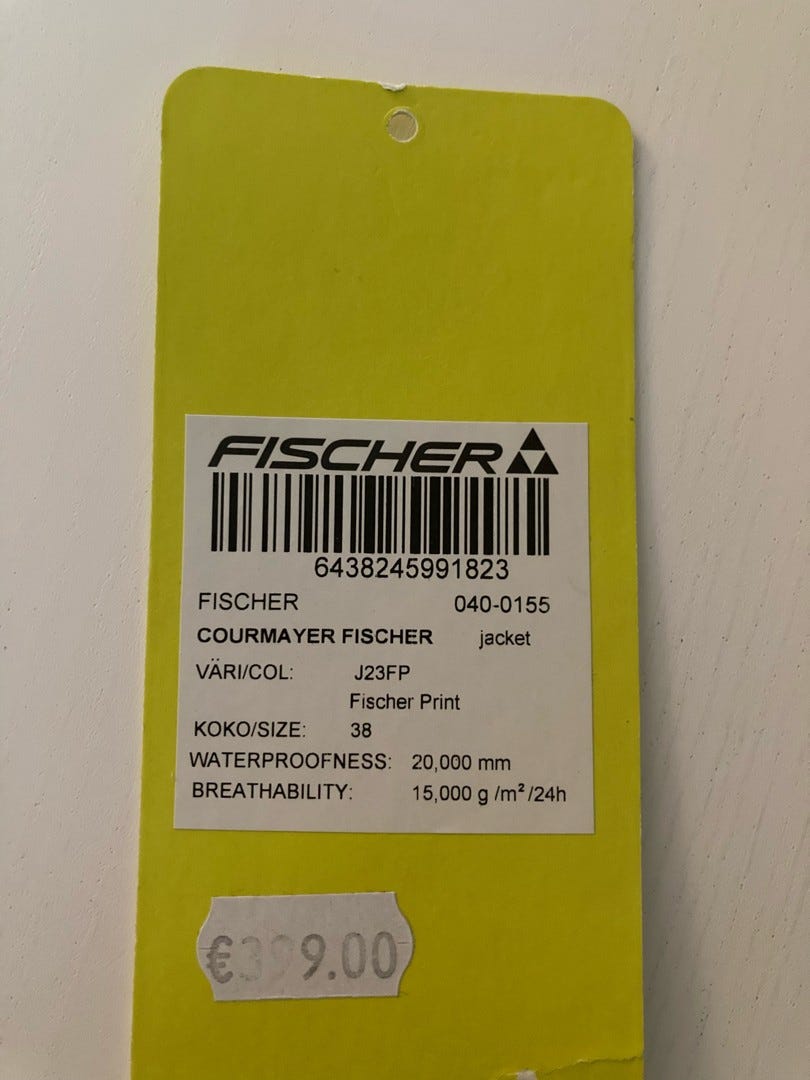 FISCHER
6438245991823
FISCHER 040-0155
COURMAYER FISCHER jacket
VÄRI/COL: J23FP
Fischer Print
KOKO/SIZE: 38
WATERPROOFNESS: 20,000 mm
BREATHABILITY: 15,000 g /m²/24h
€399.00